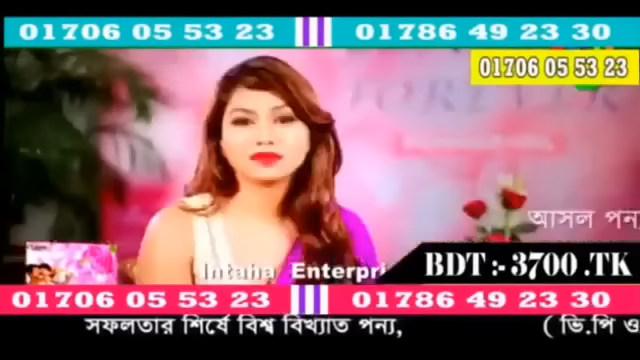 01706 05 53 23 01786 49 23 30
01706 05 53 23
FOREVER
আসল পন্য
Intaha Enterpri
BDT :- 3700 .TK
01706 05 53 23 01786 49 23 30
সফলতার শির্ষে বিশ্ব বিখ্যাত পন্য, ( ভি.পি ও